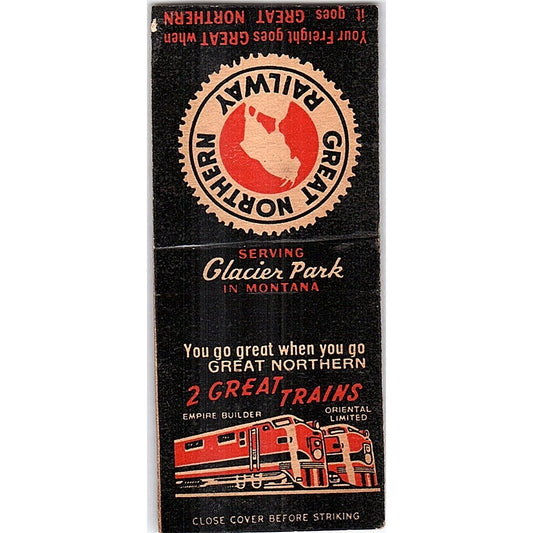 Your Freight goes GREAT when
it goes GREAT NORTHERN
GREAT NORTHERN
RAILWAY
SERVING
Glacier Park
IN MONTANA
You go great when you go
GREAT NORTHERN
2 GREAT TRAINS
EMPIRE BUILDER
ORIENTAL
LIMITED
CLOSE COVER BEFORE STRIKING